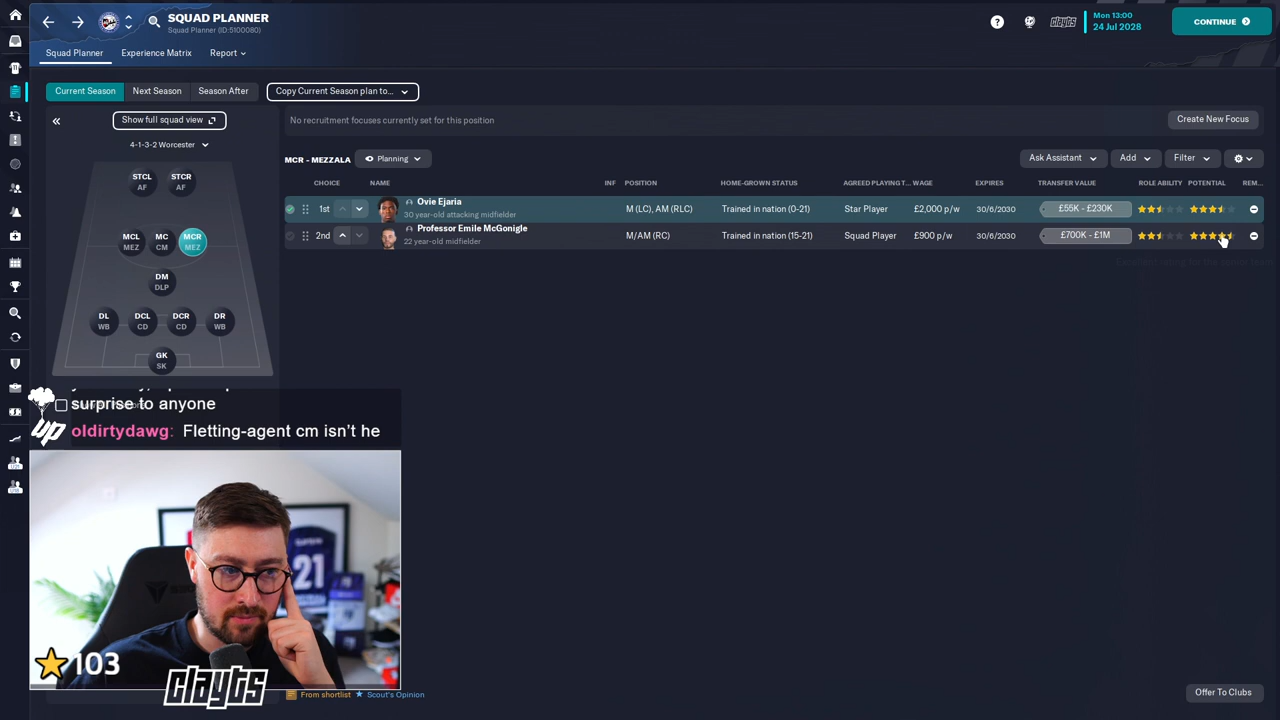 SQUAD PLANNER
Squad Planner (ID:5100080)
clayts
Mon 13:00
24 Jul 2028
CONTINUE
Squad Planner
Experience Matrix
Report
Current Season
Next Season
Season After
Copy Current Season plan to...
Show full squad view
No recruitment focuses currently set for this position
Create New Focus
4-1-3-2 Worcester
MCR - MEZZALA
Planning
Ask Assistant
Add
Filter
CHOICE NAME INF POSITION HOME-GROWN STATUS AGREED PLAYING T... WAGE EXPIRES TRANSFER VALUE ROLE ABILITY POTENTIAL REM...
1st Ovie Ejaria M (LC), AM (RLC) Trained in nation (0-21) Star Player £2,000 p/w 30/6/2030 £55K - £230K
30 year-old attacking midfielder
2nd Professor Emile McGonigle M/AM (RC) Trained in nation (15-21) Squad Player £900 p/w 30/6/2030 £700K - £1M
22 year-old midfielder
STCL STCR
AF AF
MCL MC MCR
MEZ CM MEZ
DM
DLP
DL DCL DCR DR
WB CD CD WB
GK
SK
surprise to anyone
up
oldirtydawg: Fletting-agent cm isn't he
21
103
clayts
From shortlist
Scout's Opinion
Offer To Clubs